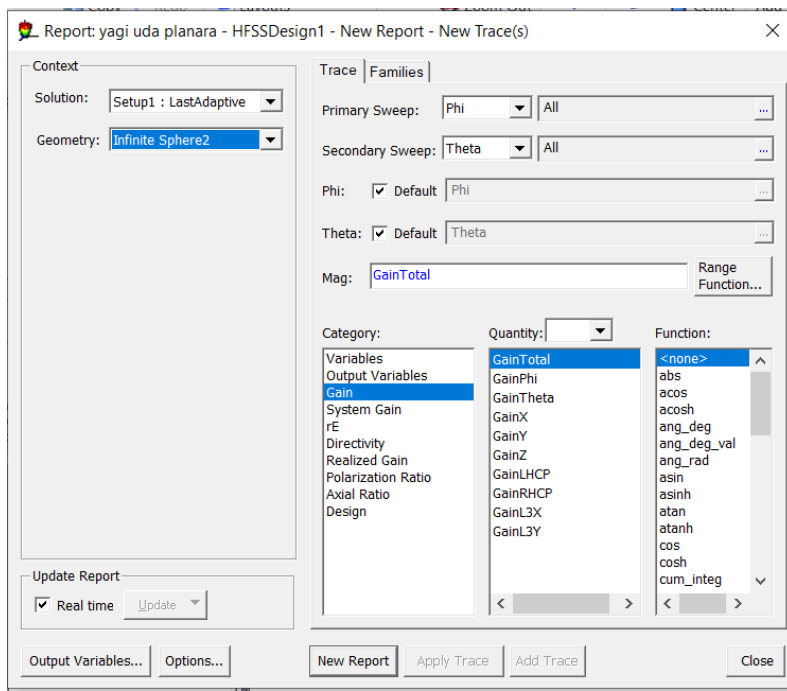 Report: yagi uda planara - HFSSDesign1 - New Report - New Trace(s)
Context
Solution: Setup1 : LastAdaptive
Geometry: Infinite Sphere2
Trace Families
Primary Sweep: Phi All ...
Secondary Sweep: Theta All ...
Phi: Default Phi ...
Theta: Default Theta ...
Mag: GainTotal
Range
Function...
Category:
Variables
Output Variables
Gain
System Gain
rE
Directivity
Realized Gain
Polarization Ratio
Axial Ratio
Design
Quantity:
GainTotal
GainPhi
GainTheta
GainX
GainY
GainZ
GainLHCP
GainRHCP
GainL3X
GainL3Y
Function:
<none>
abs
acos
acosh
ang_deg
ang_deg_val
ang_rad
asin
asinh
atan
atanh
cos
cosh
cum_integ
Update Report
Real time Update
Output Variables... Options... New Report Apply Trace Add Trace Close